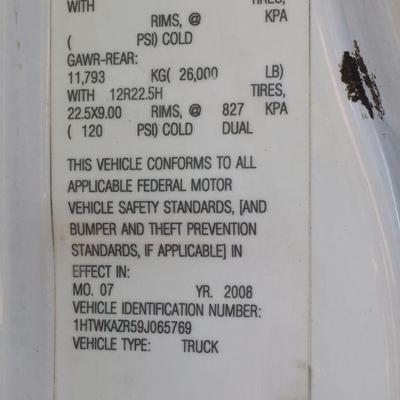 WITH TIRES,
RIMS, @ KPA
( PSI) COLD
GAWR-REAR:
11,793 KG( 26,000 LB)
WITH 12R22.5H TIRES,
22.5X9.00 RIMS, @ 827 KPA
( 120 PSI) COLD DUAL
THIS VEHICLE CONFORMS TO ALL
APPLICABLE FEDERAL MOTOR
VEHICLE SAFETY STANDARDS, [AND
BUMPER AND THEFT PREVENTION
STANDARDS, IF APPLICABLE] IN
EFFECT IN:
MO. 07 YR. 2008
VEHICLE IDENTIFICATION NUMBER:
1HTWKAZR59J065769
VEHICLE TYPE: TRUCK